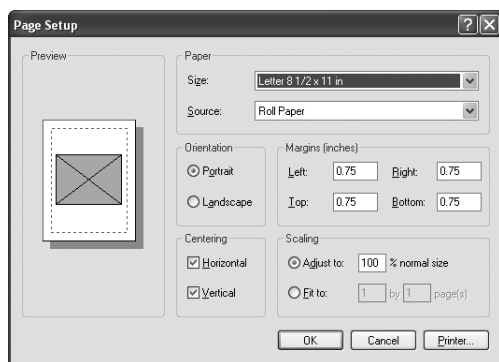 Page Setup
Preview
Paper
Size: Letter 8 1/2 x 11 in
Source: Roll Paper
Orientation
Portrait
Landscape
Margins (inches)
Left: 0.75 Right: 0.75
Top: 0.75 Bottom: 0.75
Centering
Horizontal
Vertical
Scaling
Adjust to: 100 % normal size
Fit to: 1 by 1 page(s)
OK Cancel Printer...